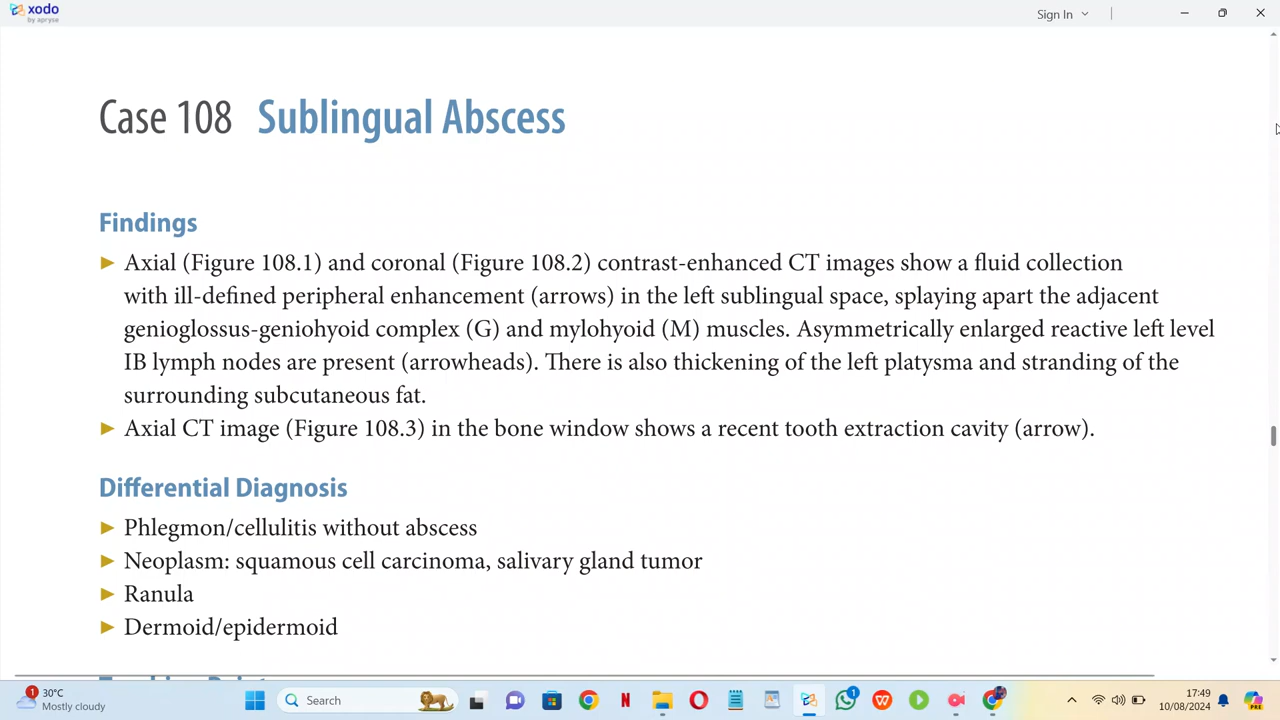 xodo
by apryse
Sign In
Case 108 Sublingual Abscess
Findings
► Axial (Figure 108.1) and coronal (Figure 108.2) contrast-enhanced CT images show a fluid collection
with ill-defined peripheral enhancement (arrows) in the left sublingual space, splaying apart the adjacent
genioglossus-geniohyoid complex (G) and mylohyoid (M) muscles. Asymmetrically enlarged reactive left level
IB lymph nodes are present (arrowheads). There is also thickening of the left platysma and stranding of the
surrounding subcutaneous fat.
► Axial CT image (Figure 108.3) in the bone window shows a recent tooth extraction cavity (arrow).
Differential Diagnosis
► Phlegmon/cellulitis without abscess
► Neoplasm: squamous cell carcinoma, salivary gland tumor
► Ranula
► Dermoid/epidermoid
1
30°C
Mostly cloudy
Search
N
1
W
17:49
10/08/2024
PRE